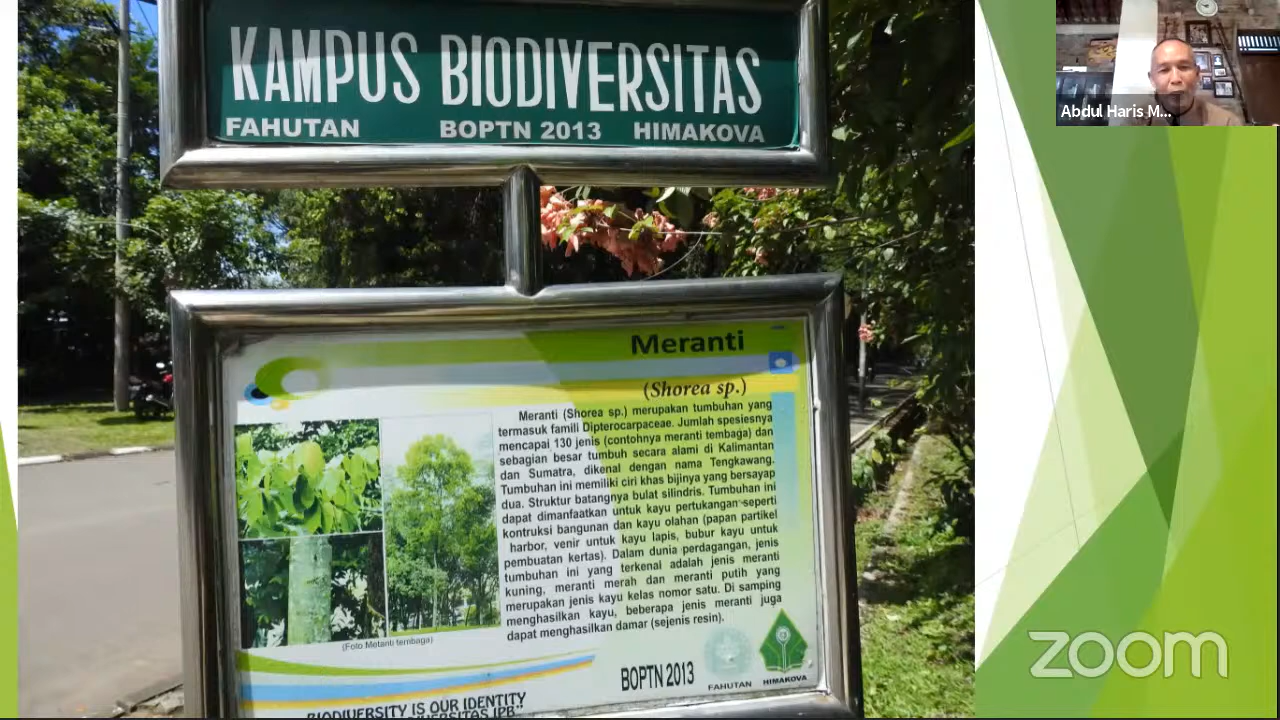 KAMPUS BIODIVERSITAS
FAHUTAN BOPTN 2013 HIMAKOVA
Abdul Haris M...
Meranti
(Shorea sp.)
Meranti (Shorea sp.) merupakan tumbuhan yang
termasuk famili Dipterocarpaceae. Jumlah spesiesnya
mencapai 130 jenis (contohnya meranti tembaga) dan
sebagian besar tumbuh secara alami di Kalimantan
dan Sumatra, dikenal dengan nama Tengkawang.
Tumbuhan ini memiliki ciri khas bijinya yang bersayap
dua. Struktur batangnya bulat silindris. Tumbuhan ini
dapat dimanfaatkan untuk kayu pertukangan seperti
kontruksi bangunan dan kayu olahan (papan partikel
harbor, venir untuk kayu lapis, bubur kayu untuk
pembuatan kertas). Dalam dunia perdagangan, jenis
tumbuhan ini yang terkenal adalah jenis meranti
kuning, meranti merah dan meranti putih yang
merupakan jenis kayu kelas nomor satu. Di samping
menghasilkan kayu, beberapa jenis meranti juga
dapat menghasilkan damar (sejenis resin).
(Foto Metanti tembaga)
BOPTN 2013
FAHUTAN HIMAKOVA
BIODIVERSITY IS OUR IDENTITY
IPB
zoom